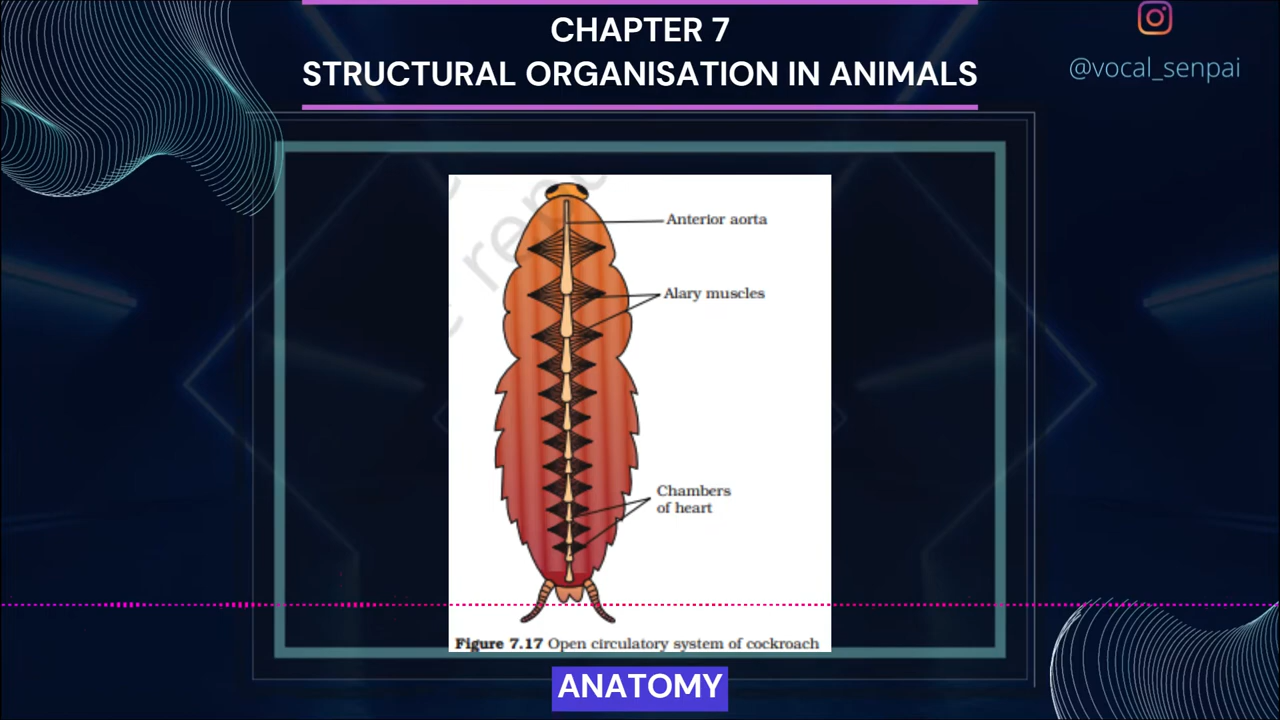 CHAPTER 7
STRUCTURAL ORGANISATION IN ANIMALS
@vocal_senpai
Anterior aorta
Alary muscles
Chambers
of heart
Figure 7.17 Open circulatory system of cockroach
ANATOMY